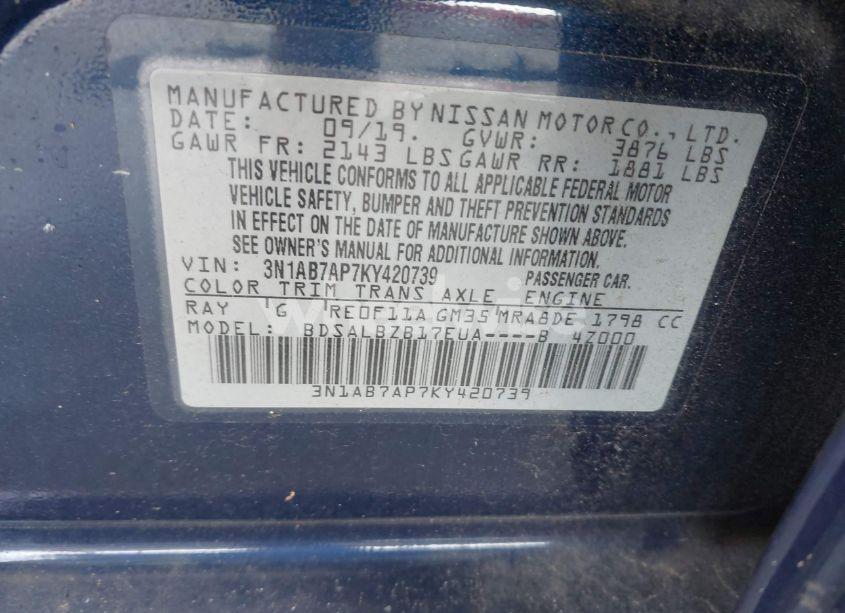 MANUFACTURED BY NISSAN MOTOR CO., LTD.
DATE: 09/19. GVWR: 3876 LBS
GAWR FR: 2143 LBS GAWR RR: 1881 LBS
THIS VEHICLE CONFORMS TO ALL APPLICABLE FEDERAL MOTOR
VEHICLE SAFETY, BUMPER AND THEFT PREVENTION STANDARDS
IN EFFECT ON THE DATE OF MANUFACTURE SHOWN ABOVE.
SEE OWNER'S MANUAL FOR ADDITIONAL INFORMATION.
VIN: 3N1AB7AP7KY420739 PASSENGER CAR.
COLOR TRIM TRANS AXLE ENGINE
RAY G RE0F11A GM35 MRA8DE 1798 CC
MODEL: BDSALBZB17EUA----B 4Z000
3N1AB7AP7KY420739